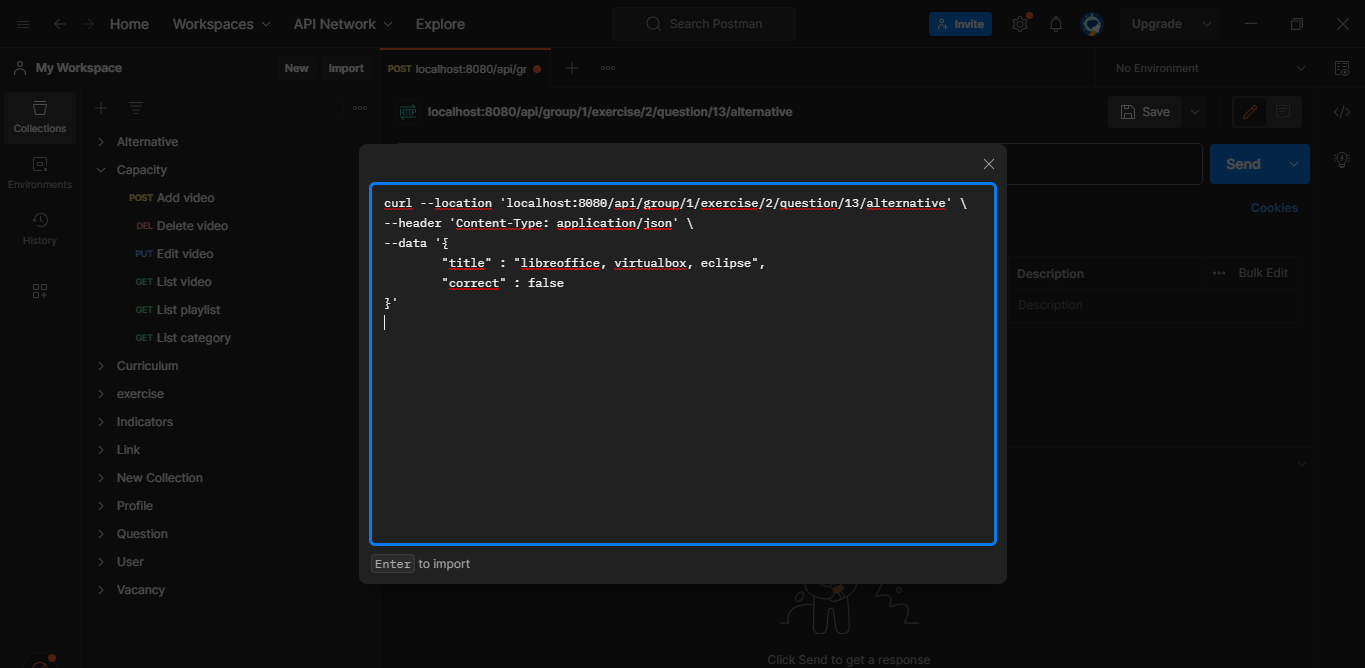 Home Workspaces API Network Explore Search Postman Invite Upgrade
My Workspace New Import POST localhost:8080/api/gr No Environment
Collections
Environments
History
HTTP localhost:8080/api/group/1/exercise/2/question/13/alternative Save
Alternative
Capacity
POST Add video
DEL Delete video
PUT Edit video
GET List video
GET List playlist
GET List category
Curriculum
exercise
Indicators
Link
New Collection
Profile
Question
User
Vacancy
Send
Cookies
Description Bulk Edit
Description
curl --location 'localhost:8080/api/group/1/exercise/2/question/13/alternative' \
--header 'Content-Type: application/json' \
--data '{
"title" : "libreoffice, virtualbox, eclipse",
"correct" : false
}'
Enter to import
Click Send to get a response